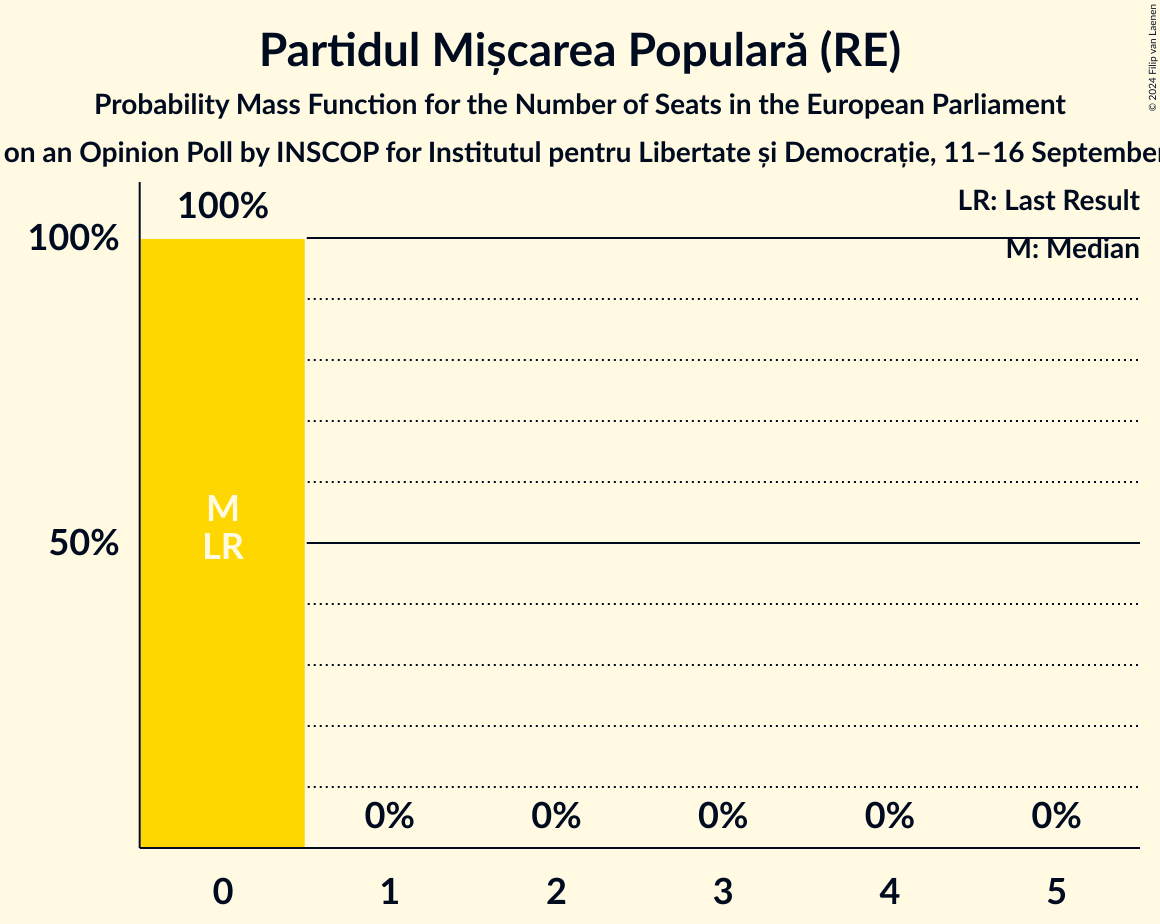 Partidul Mișcarea Populară (RE)
Probability Mass Function for the Number of Seats in the European Parliament
on an Opinion Poll by INSCOP for Institutul pentru Libertate și Democrație, 11–16 September
© 2024 Filip van Laenen
LR: Last Result
M: Median
100%
100%
50%
M
LR
0% 0% 0% 0% 0%
0 1 2 3 4 5